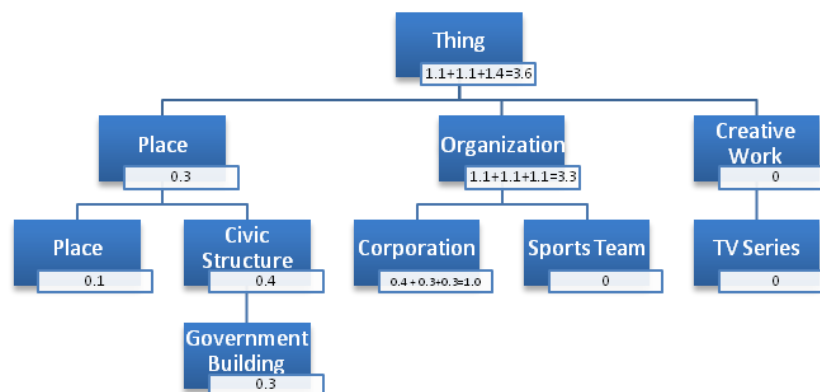 Thing
1.1+1.1+1.4=3.6
Place
0.3
Organization
1.1+1.1+1.1=3.3
Creative
Work
0
Place
0.1
Civic
Structure
0.4
Corporation
0.4 + 0.3+0.3=1.0
Sports Team
0
TV Series
0
Government
Building
0.3